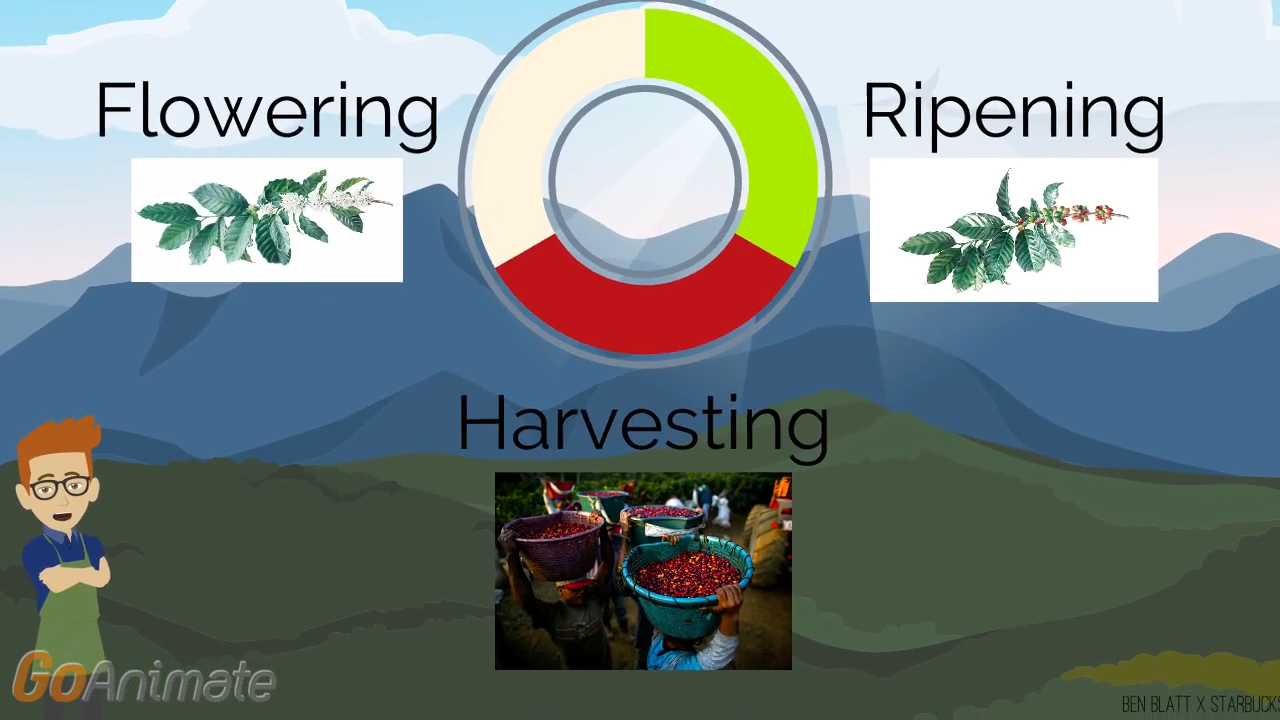 Flowering
Ripening
Harvesting
GoAnimate
BEN BLATT X STARBUCKS